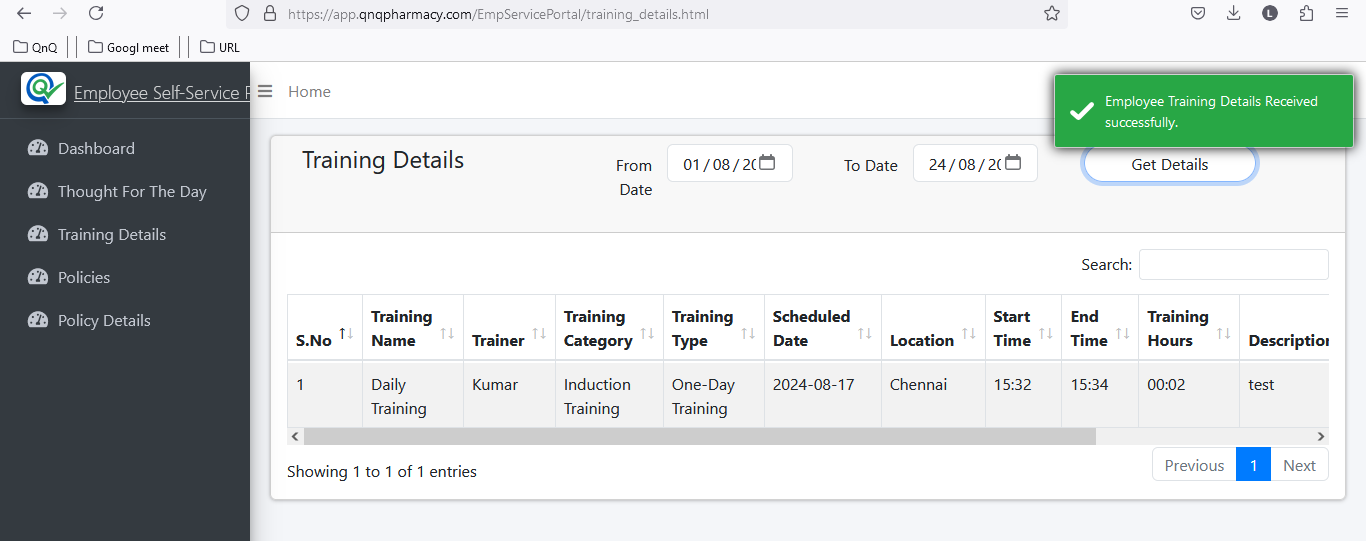 https://app.qnqpharmacy.com/EmpServicePortal/training_details.html
L
QnQ
Googl meet
URL
Employee Self-Service P
Home
Employee Training Details Received
successfully.
Dashboard
Thought For The Day
Training Details
Policies
Policy Details
Training Details
From
Date
01 / 08 / 20
To Date
24 / 08 / 20
Get Details
Search:
S.No
Training
Name
Trainer
Training
Category
Training
Type
Scheduled
Date
Location
Start
Time
End
Time
Training
Hours
Description
1
Daily
Training
Kumar
Induction
Training
One-Day
Training
2024-08-17
Chennai
15:32
15:34
00:02
test
Showing 1 to 1 of 1 entries
Previous
1
Next